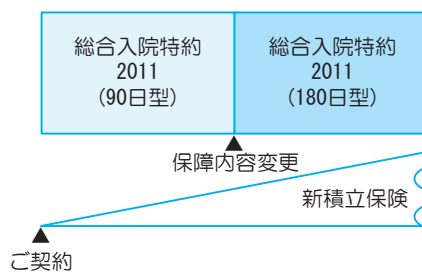 総合入院特約
2011
（90日型）
総合入院特約
2011
（180日型）
保障内容変更
新積立保険
ご契約